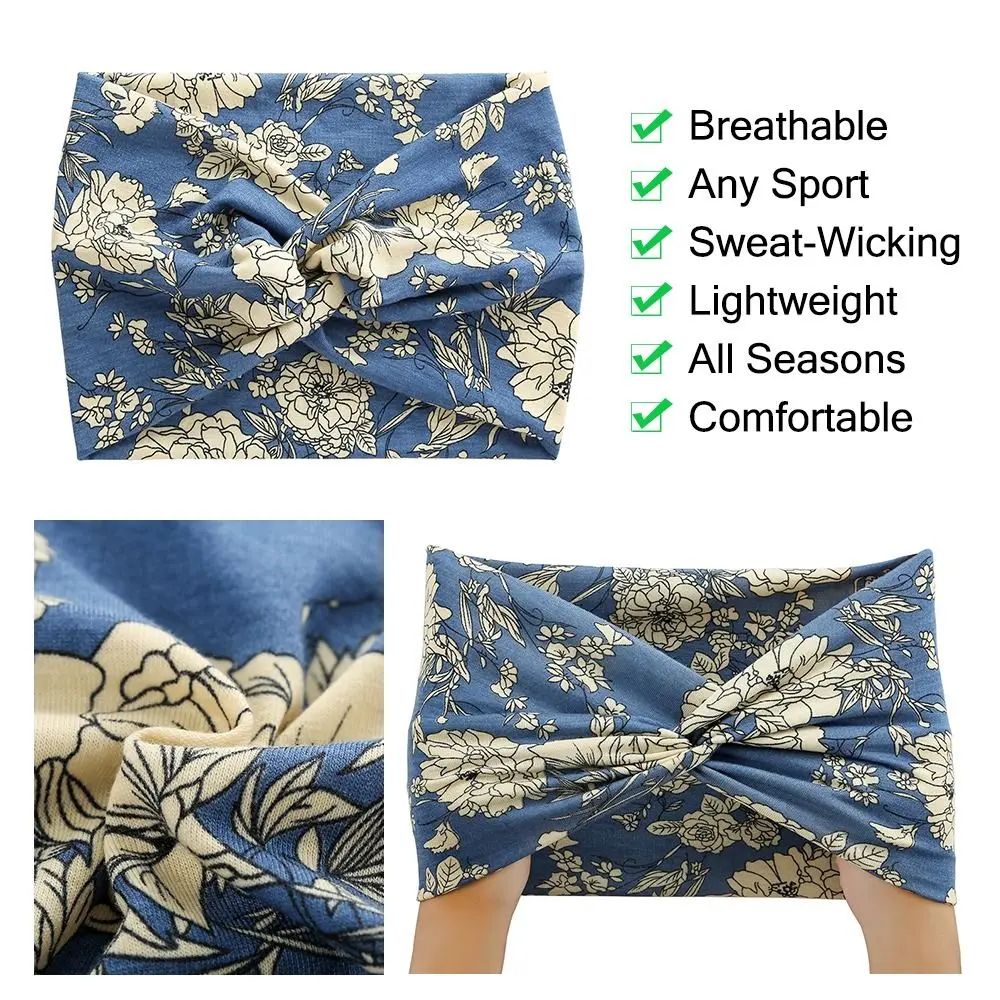 Breathable
Any Sport
Sweat-Wicking
Lightweight
All Seasons
Comfortable